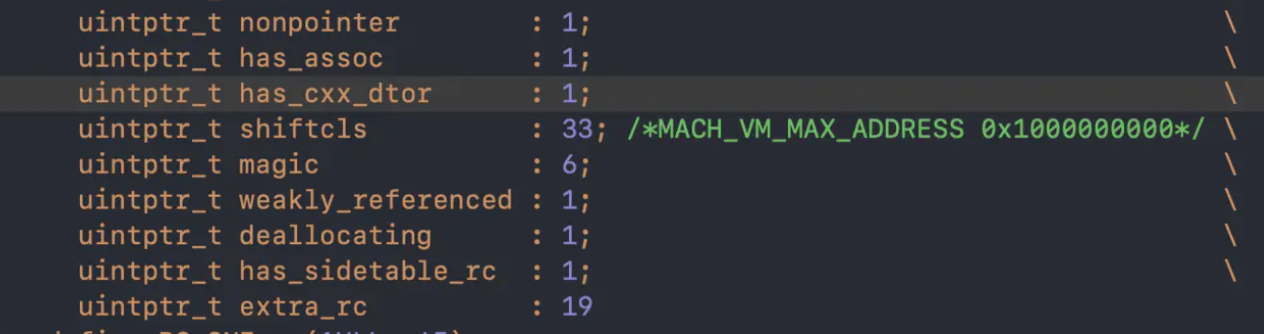 uintptr_t nonpointer : 1; \
uintptr_t has_assoc : 1; \
uintptr_t has_cxx_dtor : 1; \
uintptr_t shiftcls : 33; /*MACH_VM_MAX_ADDRESS 0x1000000000*/ \
uintptr_t magic : 6; \
uintptr_t weakly_referenced : 1; \
uintptr_t deallocating : 1; \
uintptr_t has_sidetable_rc : 1; \
uintptr_t extra_rc : 19